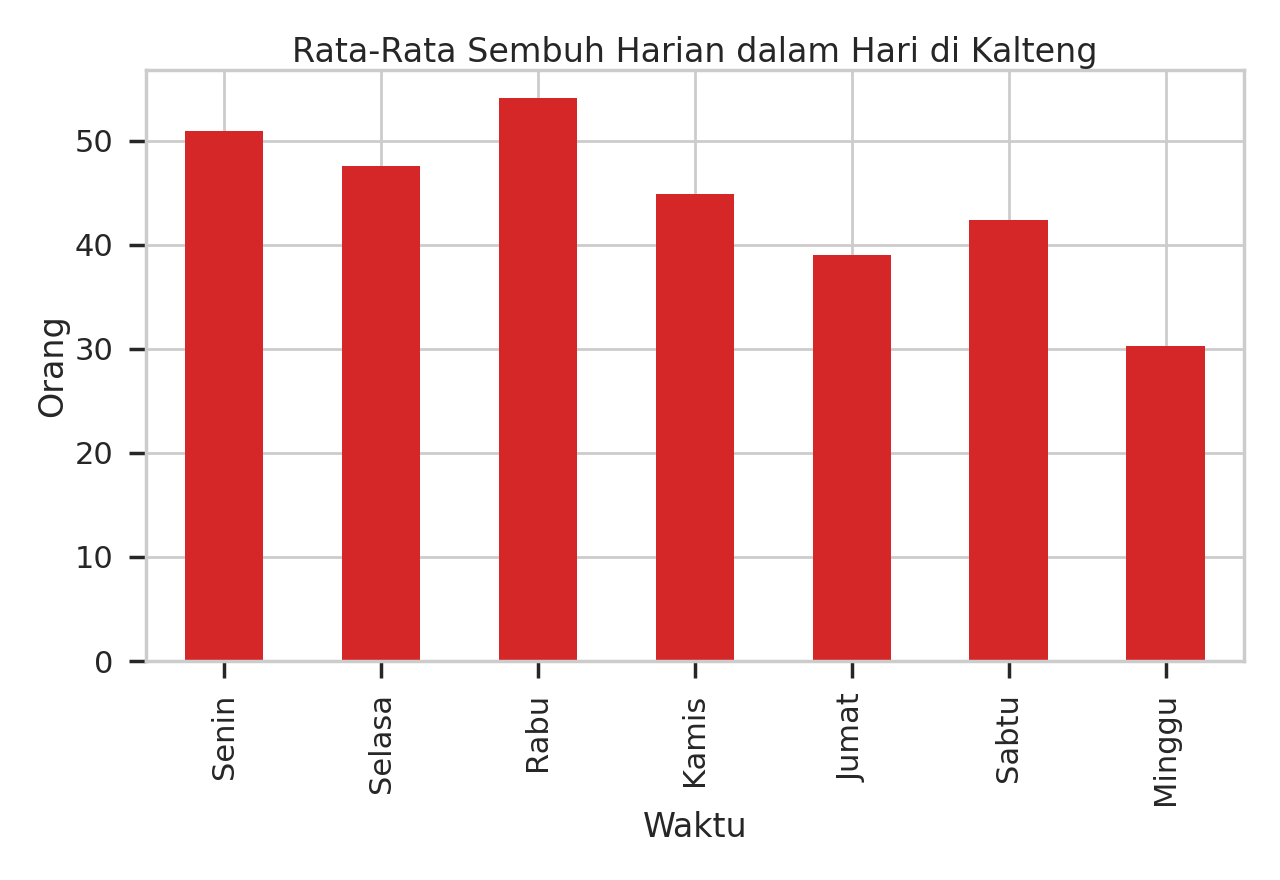 Rata-Rata Sembuh Harian dalam Hari di Kalteng
Orang
50
40
30
20
10
0
Senin
Selasa
Rabu
Kamis
Jumat
Sabtu
Minggu
Waktu